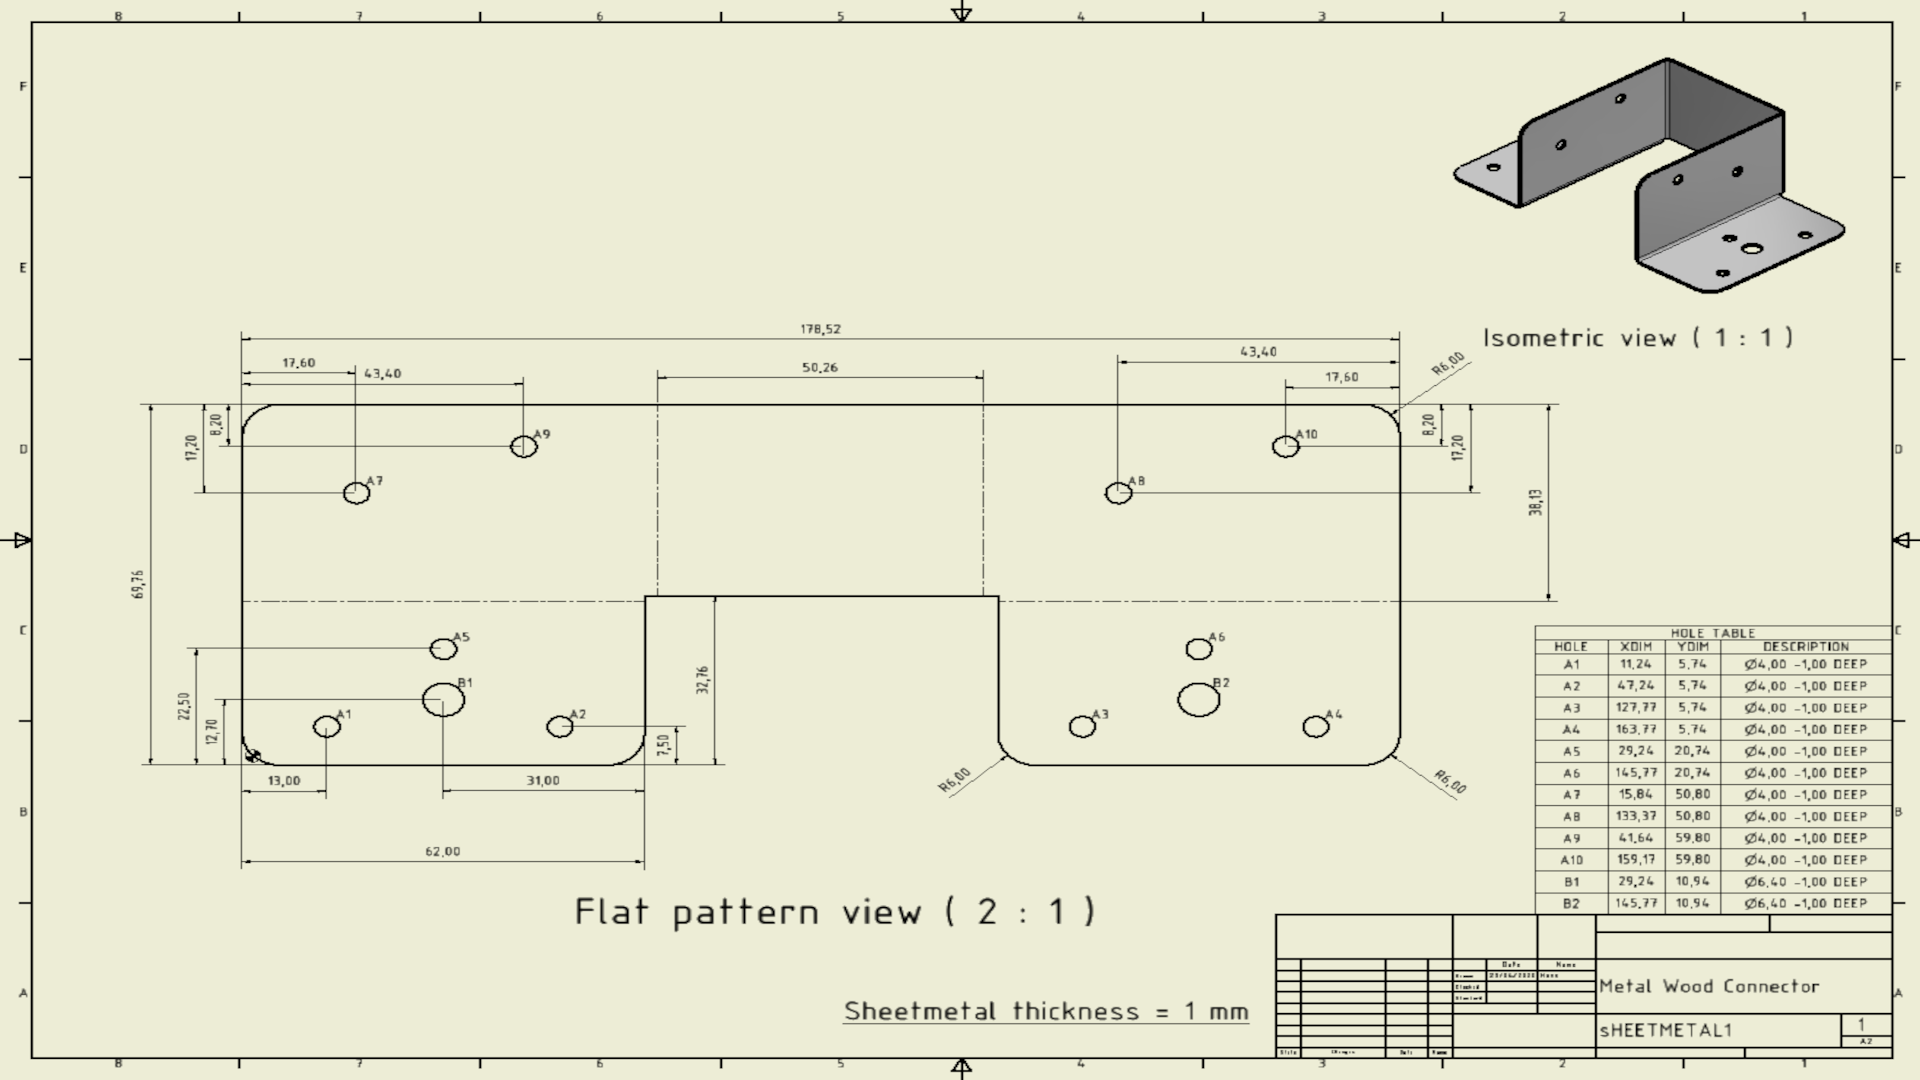 8 7 6 5 4 3 2 1
F F
E E
D D
C C
B B
A A
Isometric view ( 1 : 1 )
178,52
17,60 43,40 50,26 43,40 17,60 R6,00
69,76 17,20 8,20 8,20 17,20 38,13
A9 A10
A7 A8
A5 A6
B1 B2
A1 A2 A3 A4
22,50 12,70 32,76 7,50
13,00 31,00 R6,00 R6,00
62,00
Flat pattern view ( 2 : 1 )
Sheetmetal thickness = 1 mm
HOLE TABLE
HOLE XDIM YDIM DESCRIPTION
A1 11,24 5,74 Ø4,00 -1,00 DEEP
A2 47,24 5,74 Ø4,00 -1,00 DEEP
A3 127,77 5,74 Ø4,00 -1,00 DEEP
A4 163,77 5,74 Ø4,00 -1,00 DEEP
A5 29,24 20,74 Ø4,00 -1,00 DEEP
A6 145,77 20,74 Ø4,00 -1,00 DEEP
A7 15,84 50,80 Ø4,00 -1,00 DEEP
A8 133,37 50,80 Ø4,00 -1,00 DEEP
A9 41,64 59,80 Ø4,00 -1,00 DEEP
A10 159,17 59,80 Ø4,00 -1,00 DEEP
B1 29,24 10,94 Ø6,40 -1,00 DEEP
B2 145,77 10,94 Ø6,40 -1,00 DEEP
Date Name
Metal Wood Connector
sHEETMETAL1
1
A2
8 7 6 5 4 3 2 1